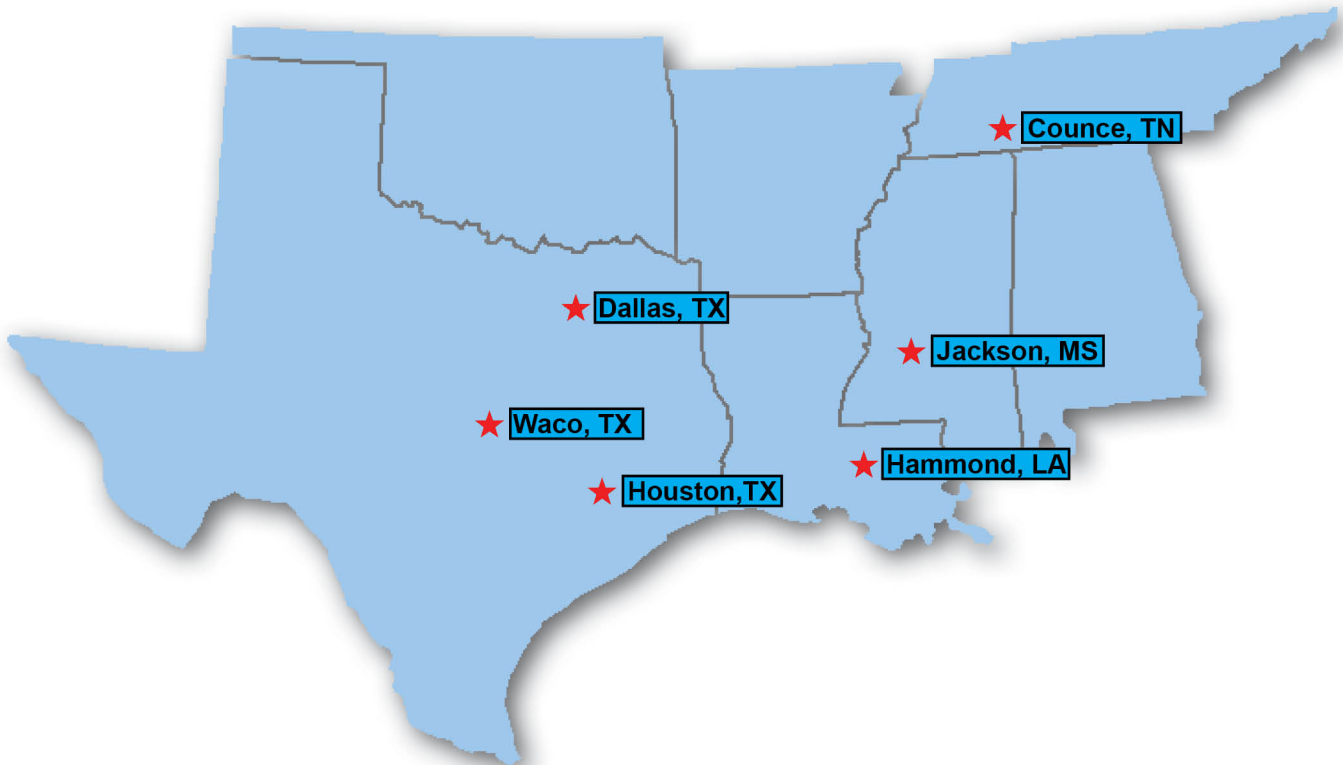 Counce, TN
Dallas, TX
Jackson, MS
Waco, TX
Hammond, LA
Houston,TX